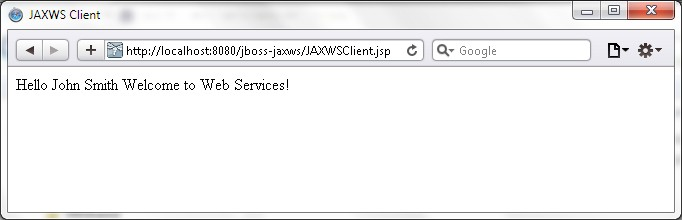 JAXWS Client
http://localhost:8080/jboss-jaxws/JAXWSClient.jsp
Google
Hello John Smith Welcome to Web Services!